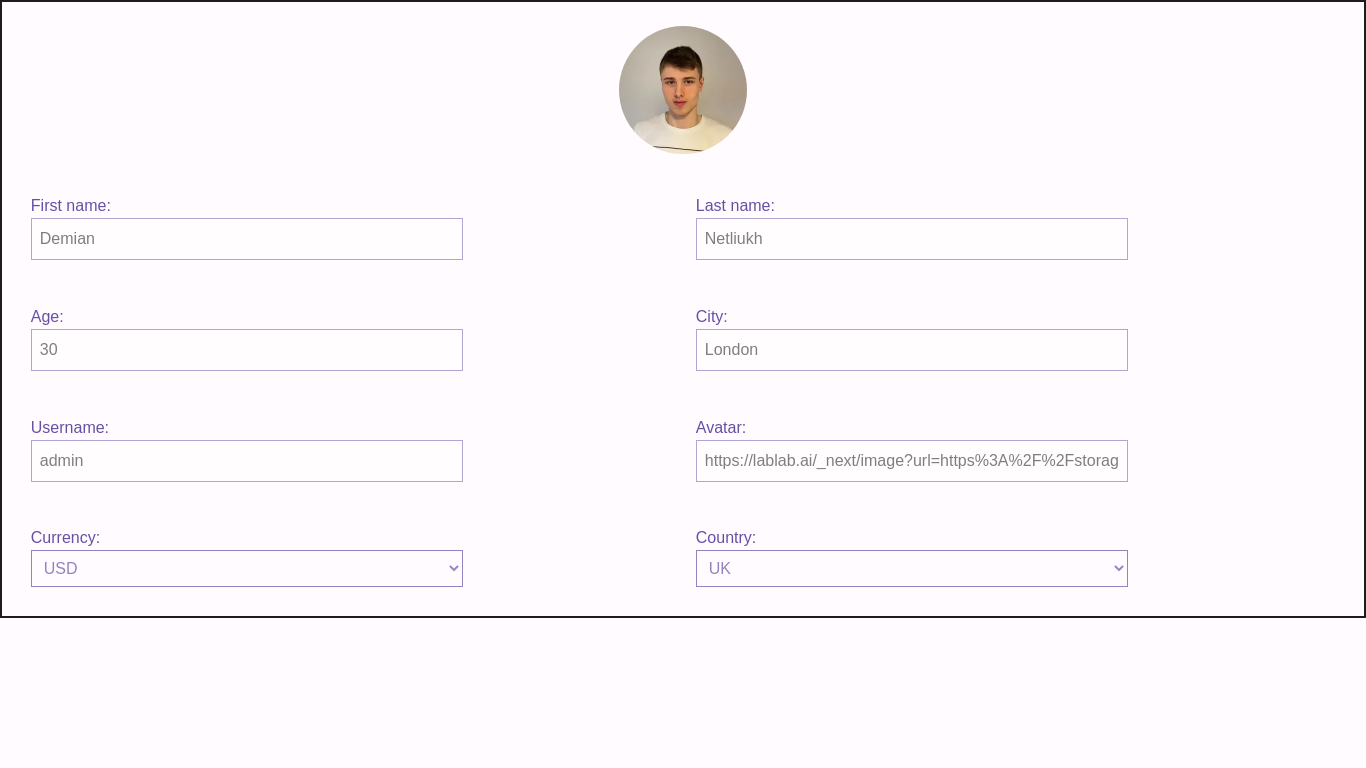 First name:
Last name:
Demian
Netliukh
Age:
City:
30
London
Username:
Avatar:
admin
https://lablab.ai/_next/image?url=https%3A%2F%2Fstorag
Currency:
Country:
USD
UK